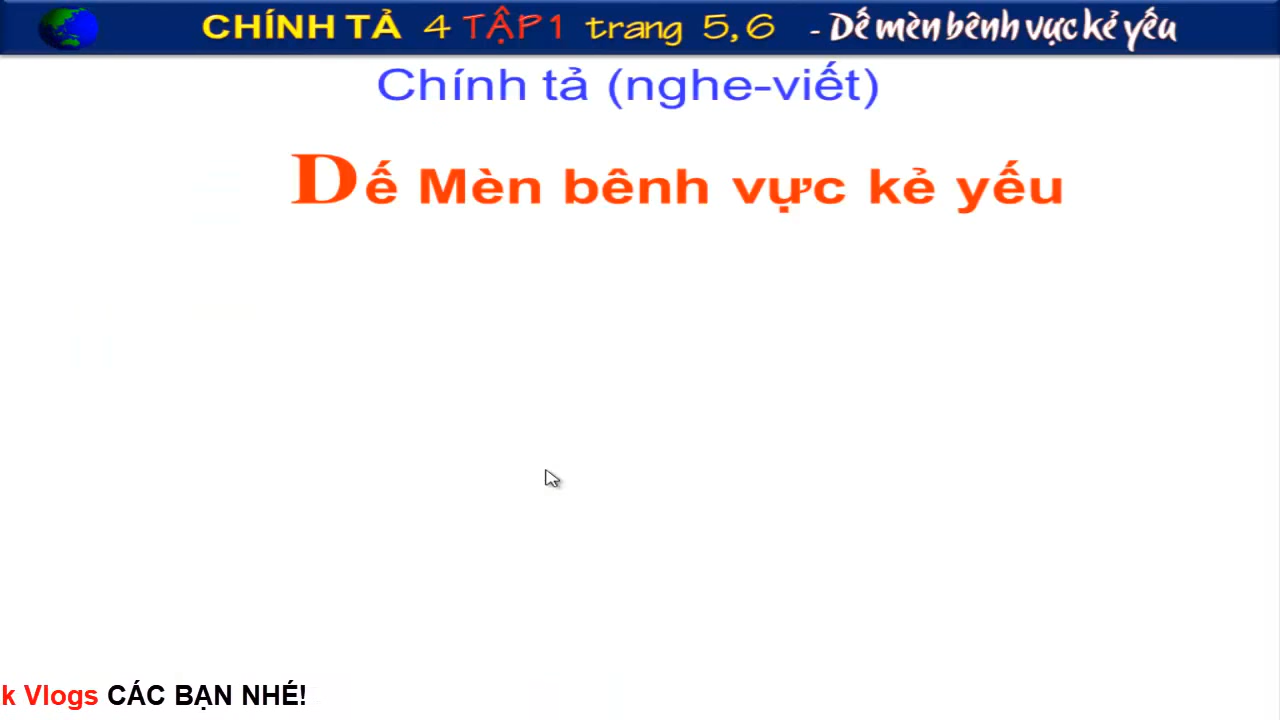 CHÍNH TẢ 4 TẬP 1 trang 5,6 - Dế mèn bênh vực kẻ yếu
Chính tả (nghe-viết)
Dế Mèn bênh vực kẻ yếu
k Vlogs CÁC BẠN NHÉ!